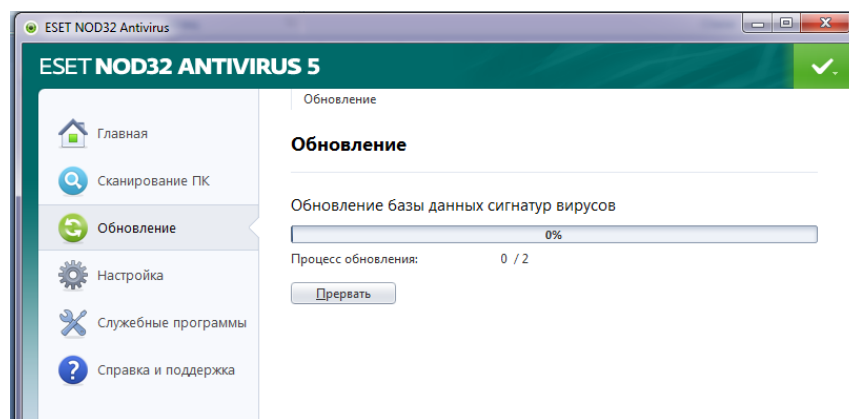 ESET NOD32 Antivirus
ESET NOD32 ANTIVIRUS 5
Обновление
Главная
Обновление
Сканирование ПК
Обновление базы данных сигнатур вирусов
Обновление
0%
Процесс обновления: 0 / 2
Настройка
Прервать
Служебные программы
Справка и поддержка